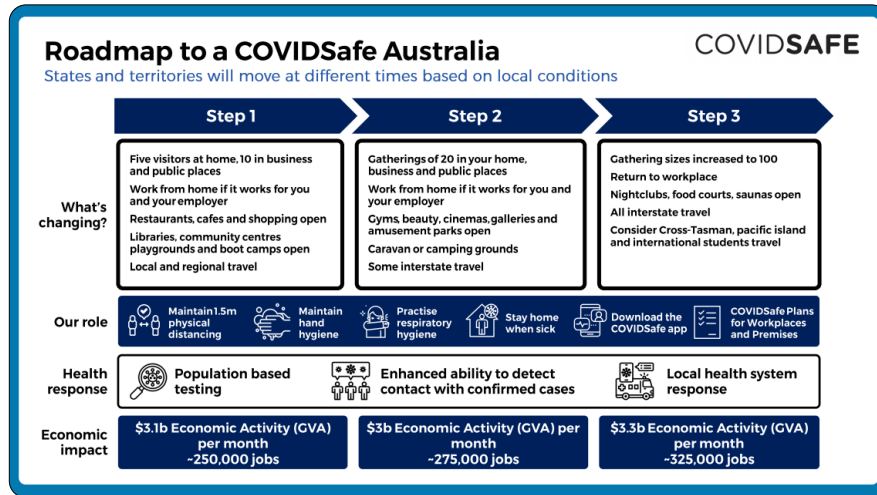 Roadmap to a COVIDSafe Australia
COVIDSAFE
States and territories will move at different times based on local conditions
Step 1
Step 2
Step 3
What's
changing?
Five visitors at home, 10 in business
and public places
Work from home if it works for you
and your employer
Restaurants, cafes and shopping open
Libraries, community centres
playgrounds and boot camps open
Local and regional travel
Gatherings of 20 in your home,
business and public places
Work from home if it works for you and
your employer
Gyms, beauty, cinemas, galleries and
amusement parks open
Caravan or camping grounds
Some interstate travel
Gathering sizes increased to 100
Return to workplace
Nightclubs, food courts, saunas open
All interstate travel
Consider Cross-Tasman, pacific island
and international students travel
Our role
Maintain 1.5m
physical
distancing
Maintain
hand
hygiene
Practise
respiratory
hygiene
Stay home
when sick
Download the
COVIDSafe app
COVIDSafe Plans
for Workplaces
and Premises
Health
response
Population based
testing
Enhanced ability to detect
contact with confirmed cases
Local health system
response
Economic
impact
$3.1b Economic Activity (GVA)
per month
~250,000 jobs
$3b Economic Activity (GVA) per
month
~275,000 jobs
$3.3b Economic Activity (GVA)
per month
~325,000 jobs